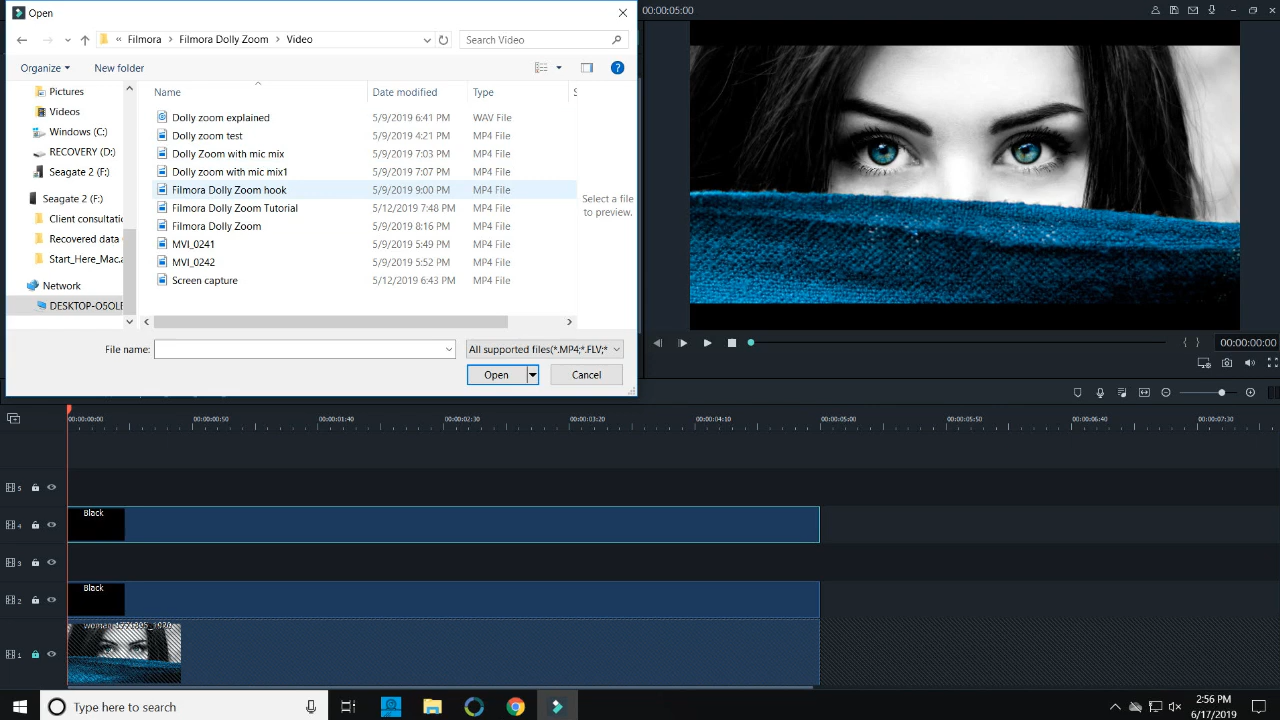 Open
00:00:05:00
« Filmora > Filmora Dolly Zoom > Video
Search Video
Organize
New folder
Pictures
Videos
Windows (C:)
RECOVERY (D:)
Seagate 2 (F:)
Seagate 2 (F:)
Client consultatio
Recovered data
Start_Here_Mac.a
Network
DESKTOP-O5OLE
Name Date modified Type S
Dolly zoom explained 5/9/2019 6:41 PM WAV File
Dolly zoom test 5/9/2019 4:21 PM MP4 File
Dolly Zoom with mic mix 5/9/2019 7:03 PM MP4 File
Dolly zoom with mic mix1 5/9/2019 7:07 PM MP4 File
Filmora Dolly Zoom hook 5/9/2019 9:00 PM MP4 File
Filmora Dolly Zoom Tutorial 5/12/2019 7:48 PM MP4 File
Filmora Dolly Zoom 5/9/2019 8:16 PM MP4 File
MVI_0241 5/9/2019 5:49 PM MP4 File
MVI_0242 5/9/2019 5:52 PM MP4 File
Screen capture 5/12/2019 6:43 PM MP4 File
Select a file
to preview.
File name:
All supported files(*.MP4;*.FLV;*
Open
Cancel
{ }
00:00:00:00
00:00:00:00 00:00:00:50 00:00:01:40 00:00:02:30 00:00:03:20 00:00:04:10 00:00:05:00 00:00:05:50 00:00:06:40 00:00:07:30
5
4
Black
3
2
Black
1
Type here to search
2:56 PM
6/17/2019